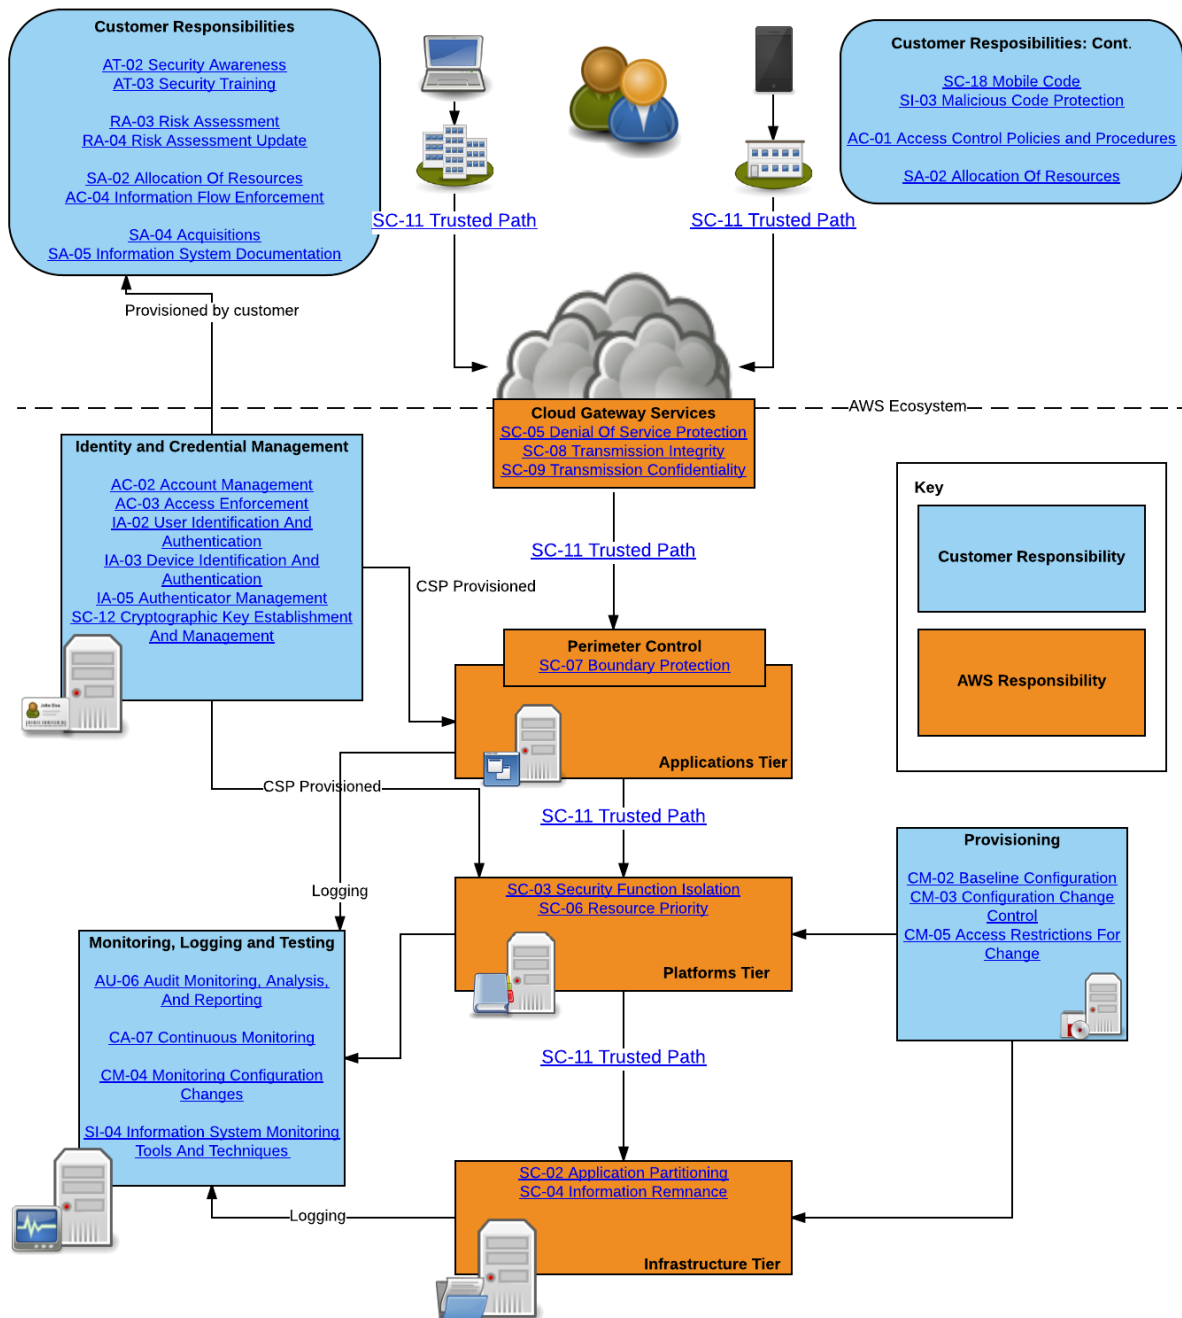 Customer Responsibilities
AT-02 Security Awareness
AT-03 Security Training
RA-03 Risk Assessment
RA-04 Risk Assessment Update
SA-02 Allocation Of Resources
AC-04 Information Flow Enforcement
SA-04 Acquisitions
SA-05 Information System Documentation
Customer Resposibilities: Cont.
SC-18 Mobile Code
SI-03 Malicious Code Protection
AC-01 Access Control Policies and Procedures
SA-02 Allocation Of Resources
SC-11 Trusted Path
SC-11 Trusted Path
Provisioned by customer
AWS Ecosystem
Cloud Gateway Services
SC-05 Denial Of Service Protection
SC-08 Transmission Integrity
SC-09 Transmission Confidentiality
Identity and Credential Management
AC-02 Account Management
AC-03 Access Enforcement
IA-02 User Identification And
Authentication
IA-03 Device Identification And
Authentication
IA-05 Authenticator Management
SC-12 Cryptographic Key Establishment
And Management
John Doe
Key
Customer Responsibility
AWS Responsibility
SC-11 Trusted Path
CSP Provisioned
Perimeter Control
SC-07 Boundary Protection
Applications Tier
CSP Provisioned
SC-11 Trusted Path
Logging
SC-03 Security Function Isolation
SC-06 Resource Priority
Platforms Tier
Provisioning
CM-02 Baseline Configuration
CM-03 Configuration Change
Control
CM-05 Access Restrictions For
Change
Monitoring, Logging and Testing
AU-06 Audit Monitoring, Analysis,
And Reporting
CA-07 Continuous Monitoring
CM-04 Monitoring Configuration
Changes
SI-04 Information System Monitoring
Tools And Techniques
SC-11 Trusted Path
SC-02 Application Partitioning
SC-04 Information Remnance
Infrastructure Tier
Logging